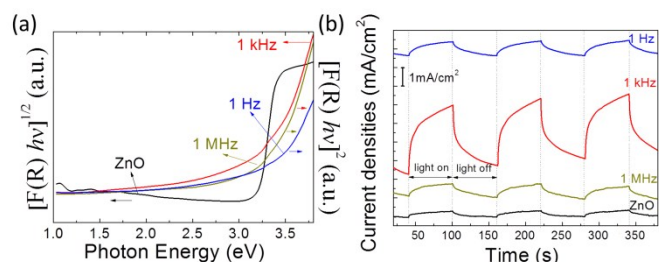 (a)
[F(R) hν]^1/2 (a.u.)
1 kHz
1 Hz
1 MHz
ZnO
[F(R) hν]^2 (a.u.)
1.0 1.5 2.0 2.5 3.0 3.5
Photon Energy (eV)
(b)
Current densities (mA/cm²)
1 Hz
1mA/cm²
1 kHz
light on light off
1 MHz
ZnO
50 100 150 200 250 300 350
Time (s)